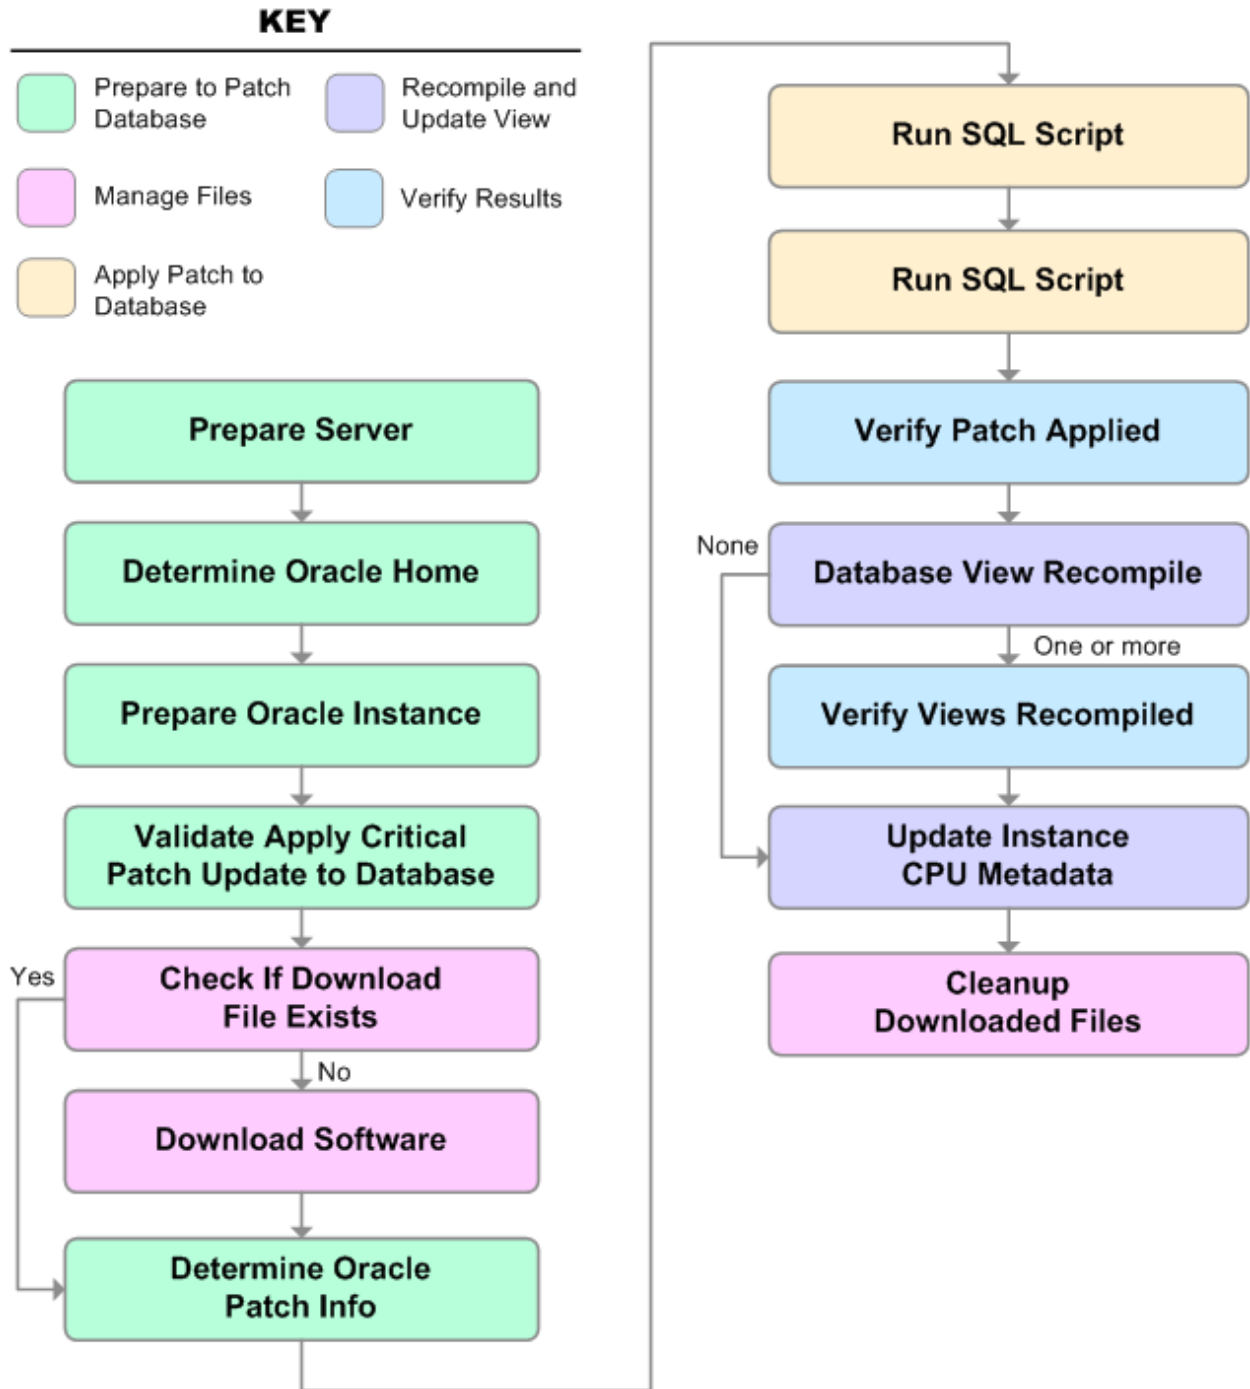 KEY
Prepare to Patch
Database
Recompile and
Update View
Manage Files
Verify Results
Apply Patch to
Database
Prepare Server
Determine Oracle Home
Prepare Oracle Instance
Validate Apply Critical
Patch Update to Database
Yes
Check If Download
File Exists
No
Download Software
Determine Oracle
Patch Info
Run SQL Script
Run SQL Script
Verify Patch Applied
None
Database View Recompile
One or more
Verify Views Recompiled
Update Instance
CPU Metadata
Cleanup
Downloaded Files